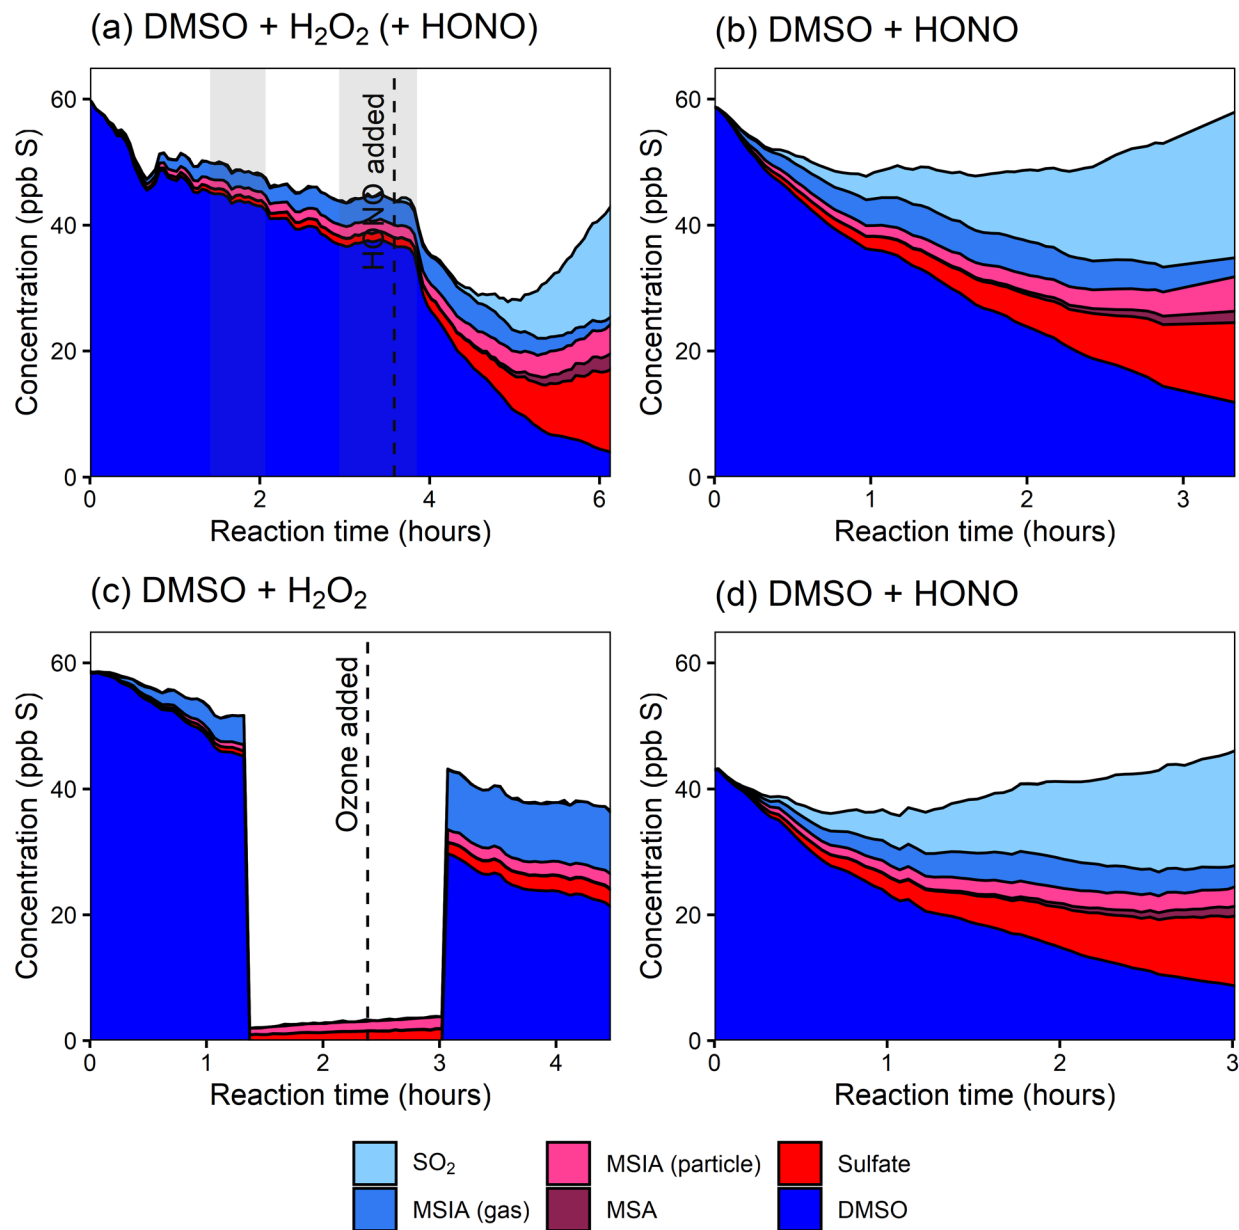 (a) DMSO + H₂O₂ (+ HONO)
Concentration (ppb S)
60
40
20
0
HONO added
0 2 4 6
Reaction time (hours)
(b) DMSO + HONO
Concentration (ppb S)
60
40
20
0
0 1 2 3
Reaction time (hours)
(c) DMSO + H₂O₂
Concentration (ppb S)
60
40
20
0
Ozone added
0 1 2 3 4
Reaction time (hours)
(d) DMSO + HONO
Concentration (ppb S)
60
40
20
0
0 1 2 3
Reaction time (hours)
SO₂ MSIA (particle) Sulfate
MSIA (gas) MSA DMSO